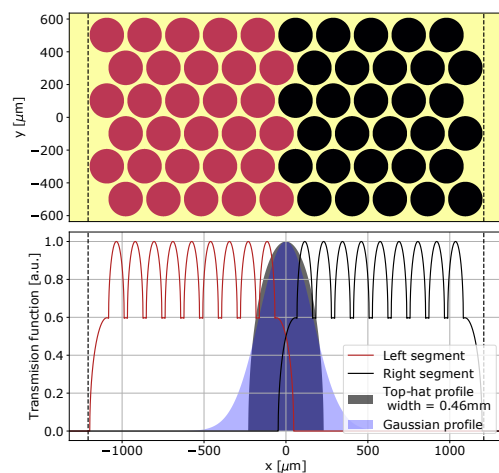 600
400
200
0
−200
−400
−600
y [μm]
1.0
0.8
0.6
0.4
0.2
0.0
Transmision function [a.u.]
Left segment
Right segment
Top-hat profile
width = 0.46mm
Gaussian profile
−1000 −500 0 500 1000
x [μm]